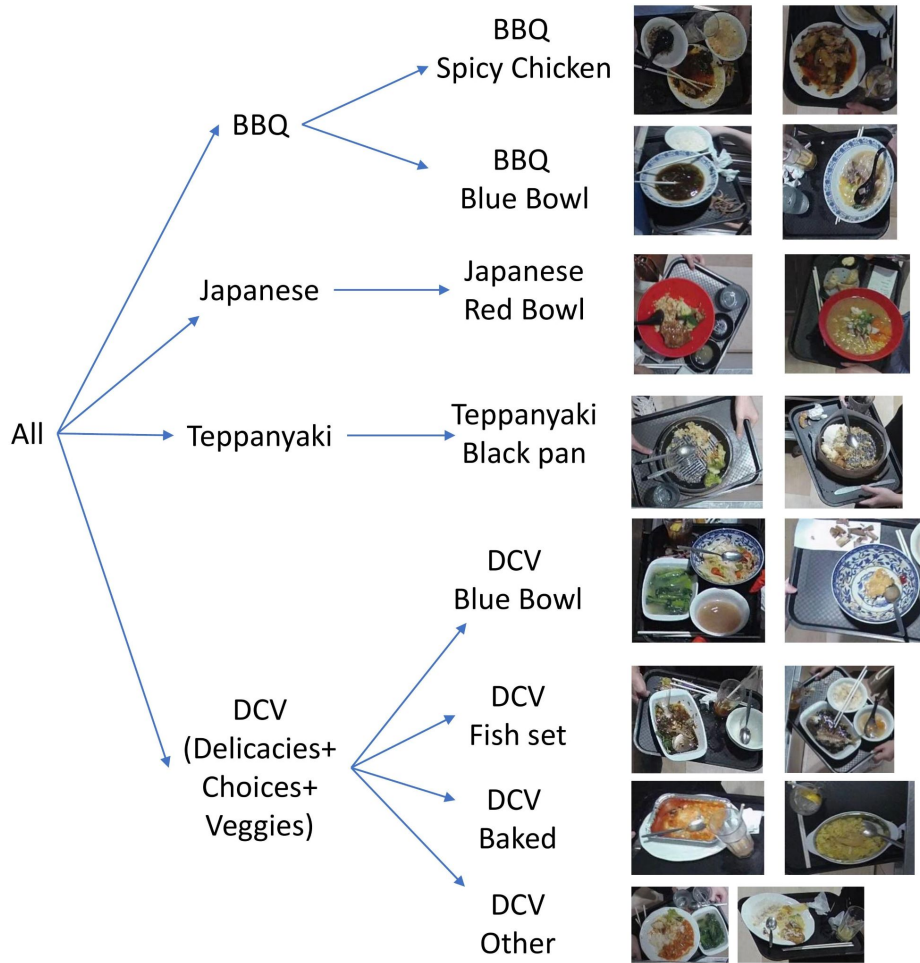 BBQ
Spicy Chicken
BBQ
BBQ
Blue Bowl
Japanese
Japanese
Red Bowl
All
Teppanyaki
Teppanyaki
Black pan
DCV
Blue Bowl
DCV
(Delicacies+
Choices+
Veggies)
DCV
Fish set
DCV
Baked
DCV
Other